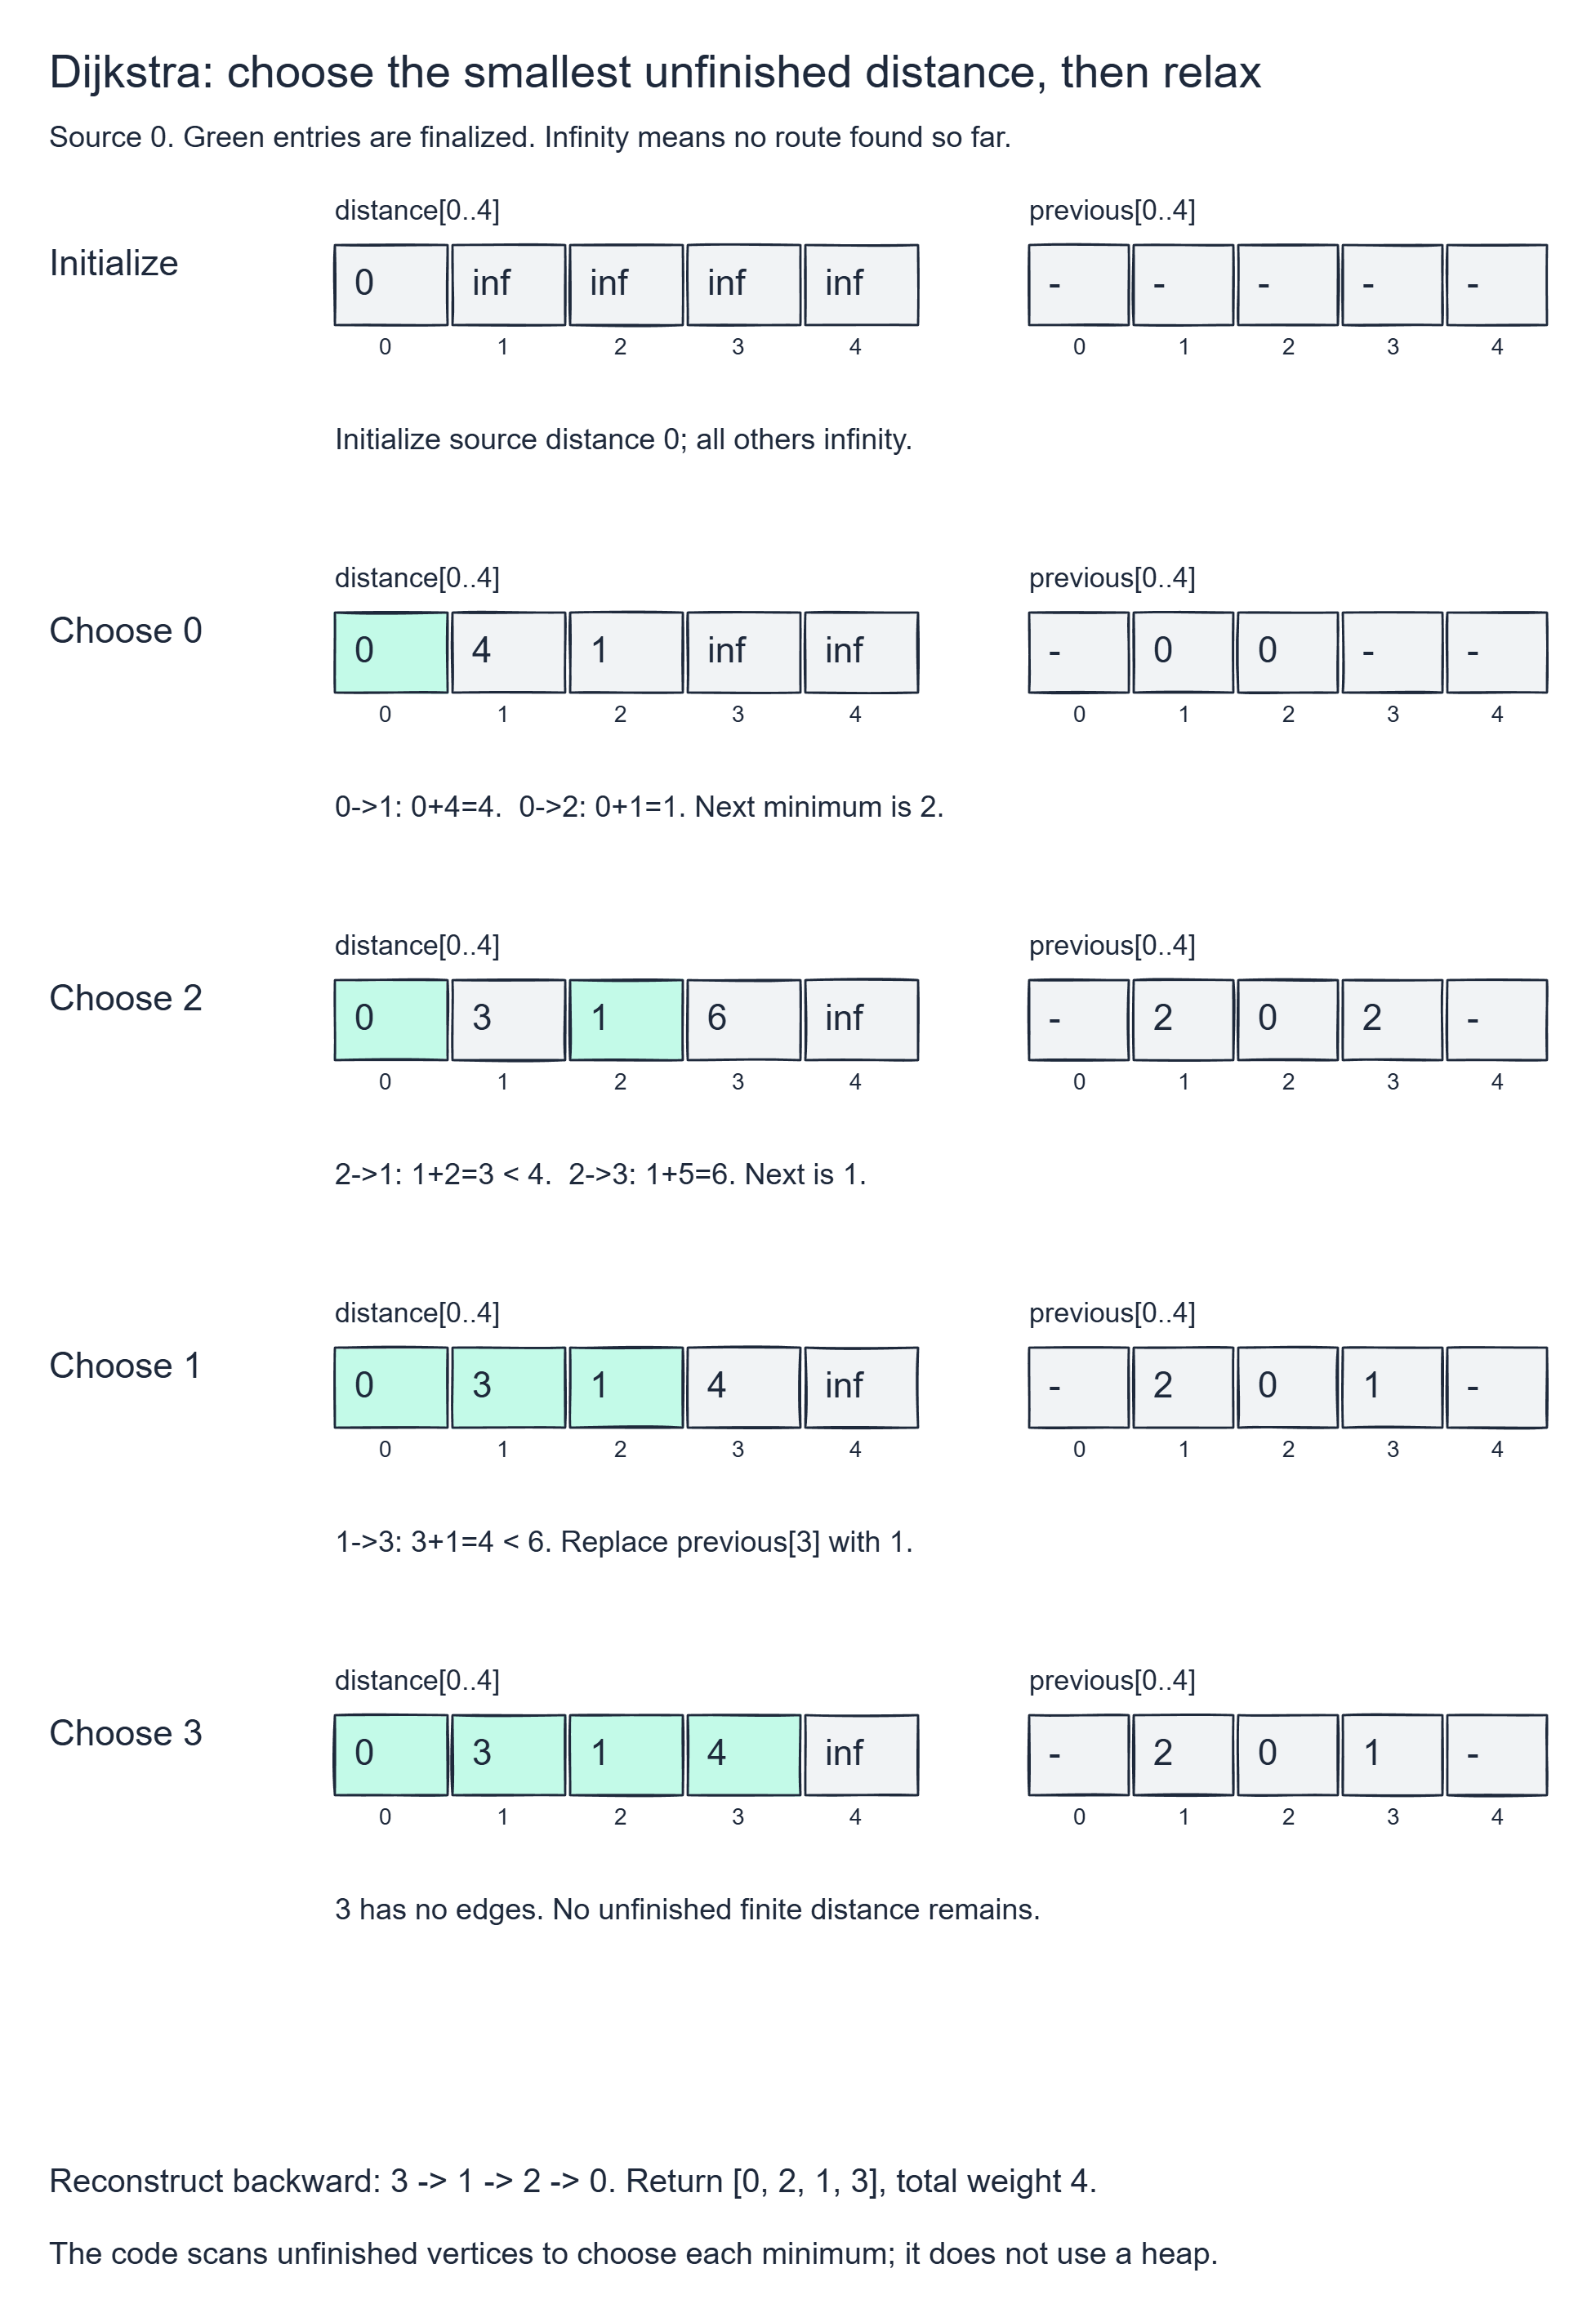 Dijkstra: choose the smallest unfinished distance, then relax
Source 0. Green entries are finalized. Infinity means no route found so far.
distance[0..4] previous[0..4]
Initialize
0 inf inf inf inf - - - - -
0 1 2 3 4 0 1 2 3 4
Initialize source distance 0; all others infinity.
distance[0..4] previous[0..4]
Choose 0
0 4 1 inf inf - 0 0 - -
0 1 2 3 4 0 1 2 3 4
0->1: 0+4=4.  0->2: 0+1=1. Next minimum is 2.
distance[0..4] previous[0..4]
Choose 2
0 3 1 6 inf - 2 0 2 -
0 1 2 3 4 0 1 2 3 4
2->1: 1+2=3 < 4.  2->3: 1+5=6. Next is 1.
distance[0..4] previous[0..4]
Choose 1
0 3 1 4 inf - 2 0 1 -
0 1 2 3 4 0 1 2 3 4
1->3: 3+1=4 < 6. Replace previous[3] with 1.
distance[0..4] previous[0..4]
Choose 3
0 3 1 4 inf - 2 0 1 -
0 1 2 3 4 0 1 2 3 4
3 has no edges. No unfinished finite distance remains.
Reconstruct backward: 3 -> 1 -> 2 -> 0. Return [0, 2, 1, 3], total weight 4.
The code scans unfinished vertices to choose each minimum; it does not use a heap.